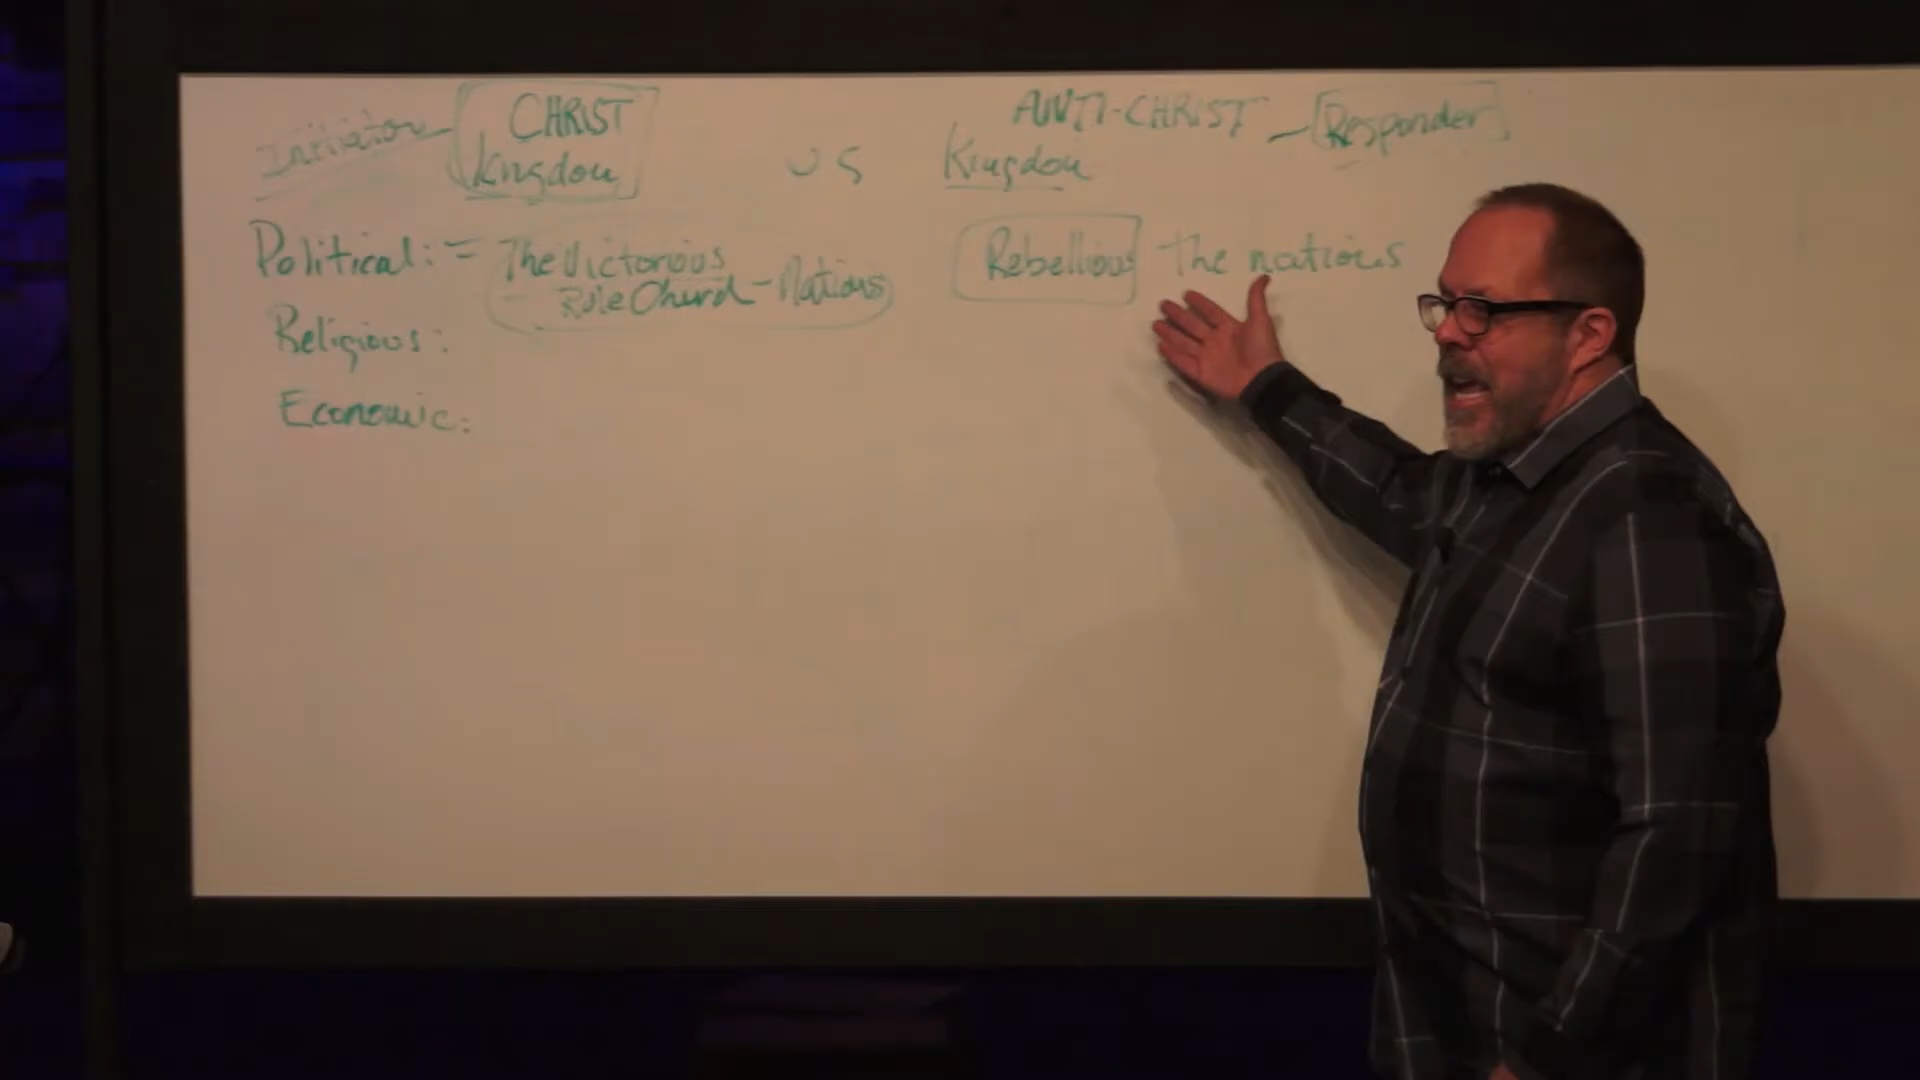 Initiator - CHRIST Kingdom
vs
ANTI-CHRIST Kingdom - [Responder]
Political: = The Victorious Rule Church - Nations
Rebellious the nations
Religious:
Economic: